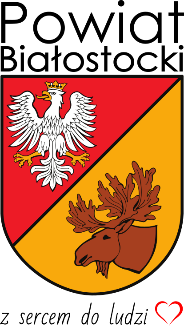 Powiat
Białostocki
z sercem do ludzi